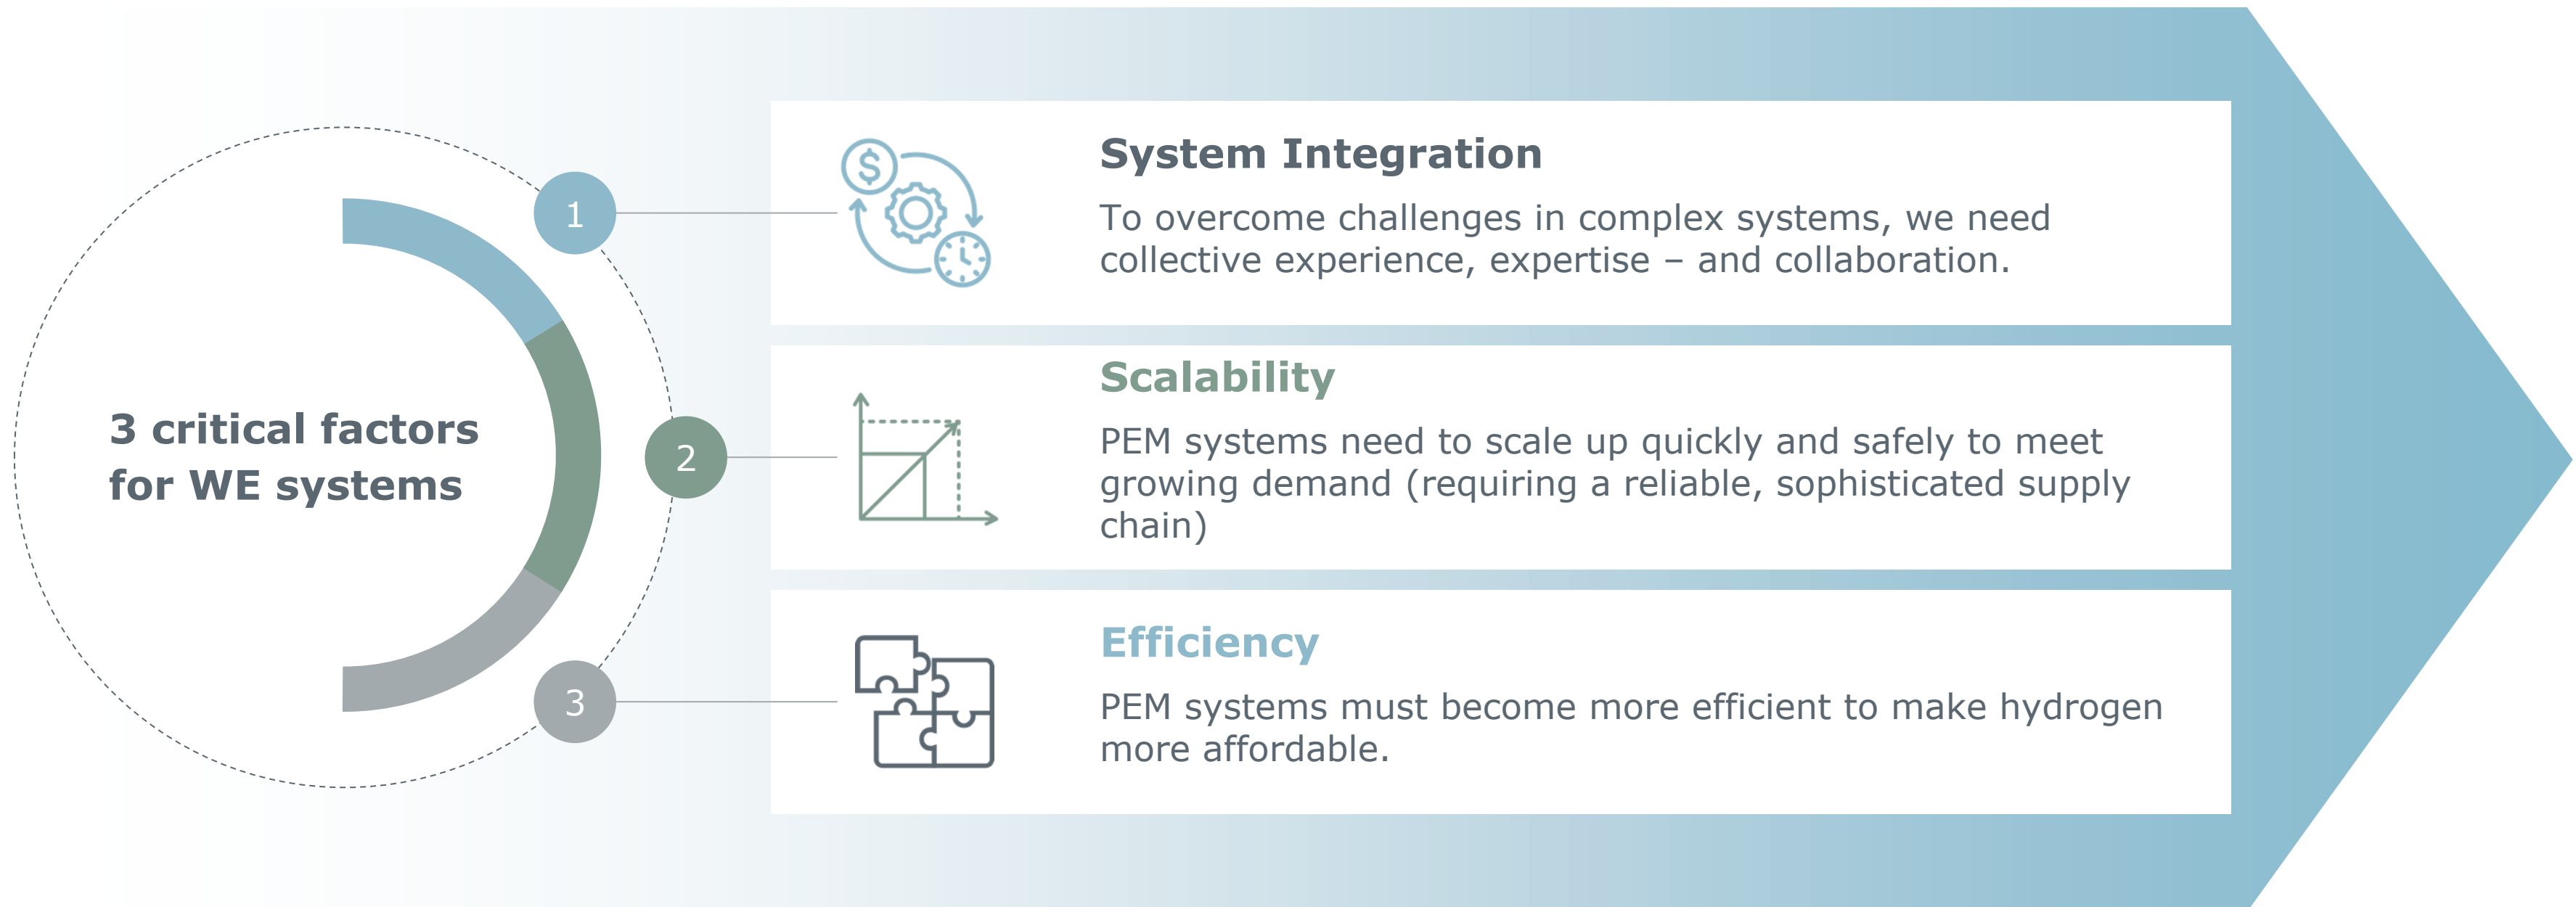 3 critical factors
for WE systems
1
System Integration
To overcome challenges in complex systems, we need
collective experience, expertise – and collaboration.
2
Scalability
PEM systems need to scale up quickly and safely to meet
growing demand (requiring a reliable, sophisticated supply
chain)
3
Efficiency
PEM systems must become more efficient to make hydrogen
more affordable.
$